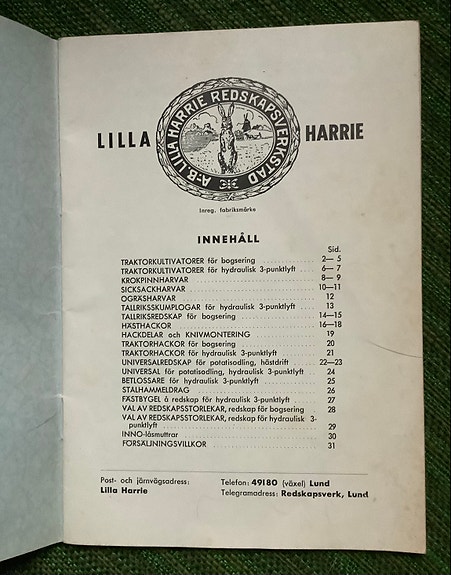 LILLA HARRIE
A-B. LILLA HARRIE REDSKAPSVERKSTAD
Inreg. fabriksmärke
INNEHÅLL
Sid.
TRAKTORKULTIVATORER för bogsering 2— 5
TRAKTORKULTIVATORER för hydraulisk 3-punktlyft 6— 7
KROKPINNHARVAR 8— 9
SICKSACKHARVAR 10—11
OGRÄSHARVAR 12
TALLRIKSSKUMPLOGAR för hydraulisk 3-punktlyft 13
TALLRIKSREDSKAP för bogsering 14—15
HÄSTHACKOR 16—18
HACKDELAR och KNIVMONTERING 19
TRAKTORHACKOR för bogsering 20
TRAKTORHACKOR för hydraulisk 3-punktlyft 21
UNIVERSALREDSKAP för potatisodling, hästdrift 22—23
UNIVERSAL för potatisodling, hydraulisk 3-punktlyft 24
BETLOSSARE för hydraulisk 3-punktlyft 25
STÅLHAMMELDRAG 26
FÄSTBYGEL å redskap för hydraulisk 3-punktlyft 27
VAL AV REDSKAPSSTORLEKAR, redskap för bogsering 28
VAL AV REDSKAPSSTORLEKAR, redskap för hydraulisk 3-
punktlyft 29
INNO-låsmuttrar 30
FÖRSÄLJNINGSVILLKOR 31
Post- och järnvägsadress:
Lilla Harrie
Telefon: 49180 (växel) Lund
Telegramadress: Redskapsverk, Lund